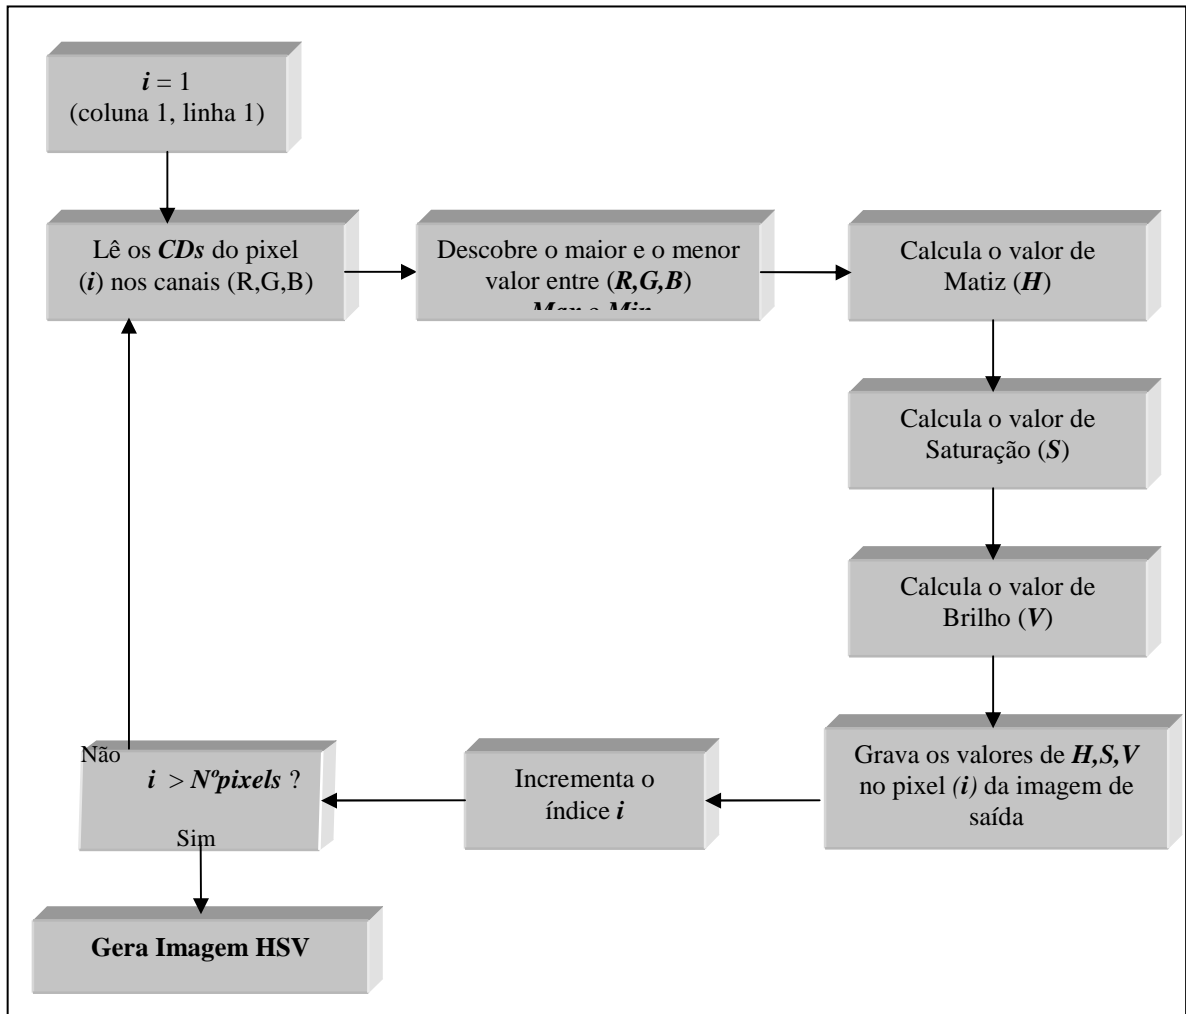 i = 1
(coluna 1, linha 1)
Lê os CDs do pixel
(i) nos canais (R,G,B)
Descobre o maior e o menor
valor entre (R,G,B)
Max e Min
Calcula o valor de
Matiz (H)
Calcula o valor de
Saturação (S)
Calcula o valor de
Brilho (V)
Grava os valores de H,S,V
no pixel (i) da imagem de
saída
Incrementa o
índice i
Não
i > Nºpixels ?
Sim
Gera Imagem HSV